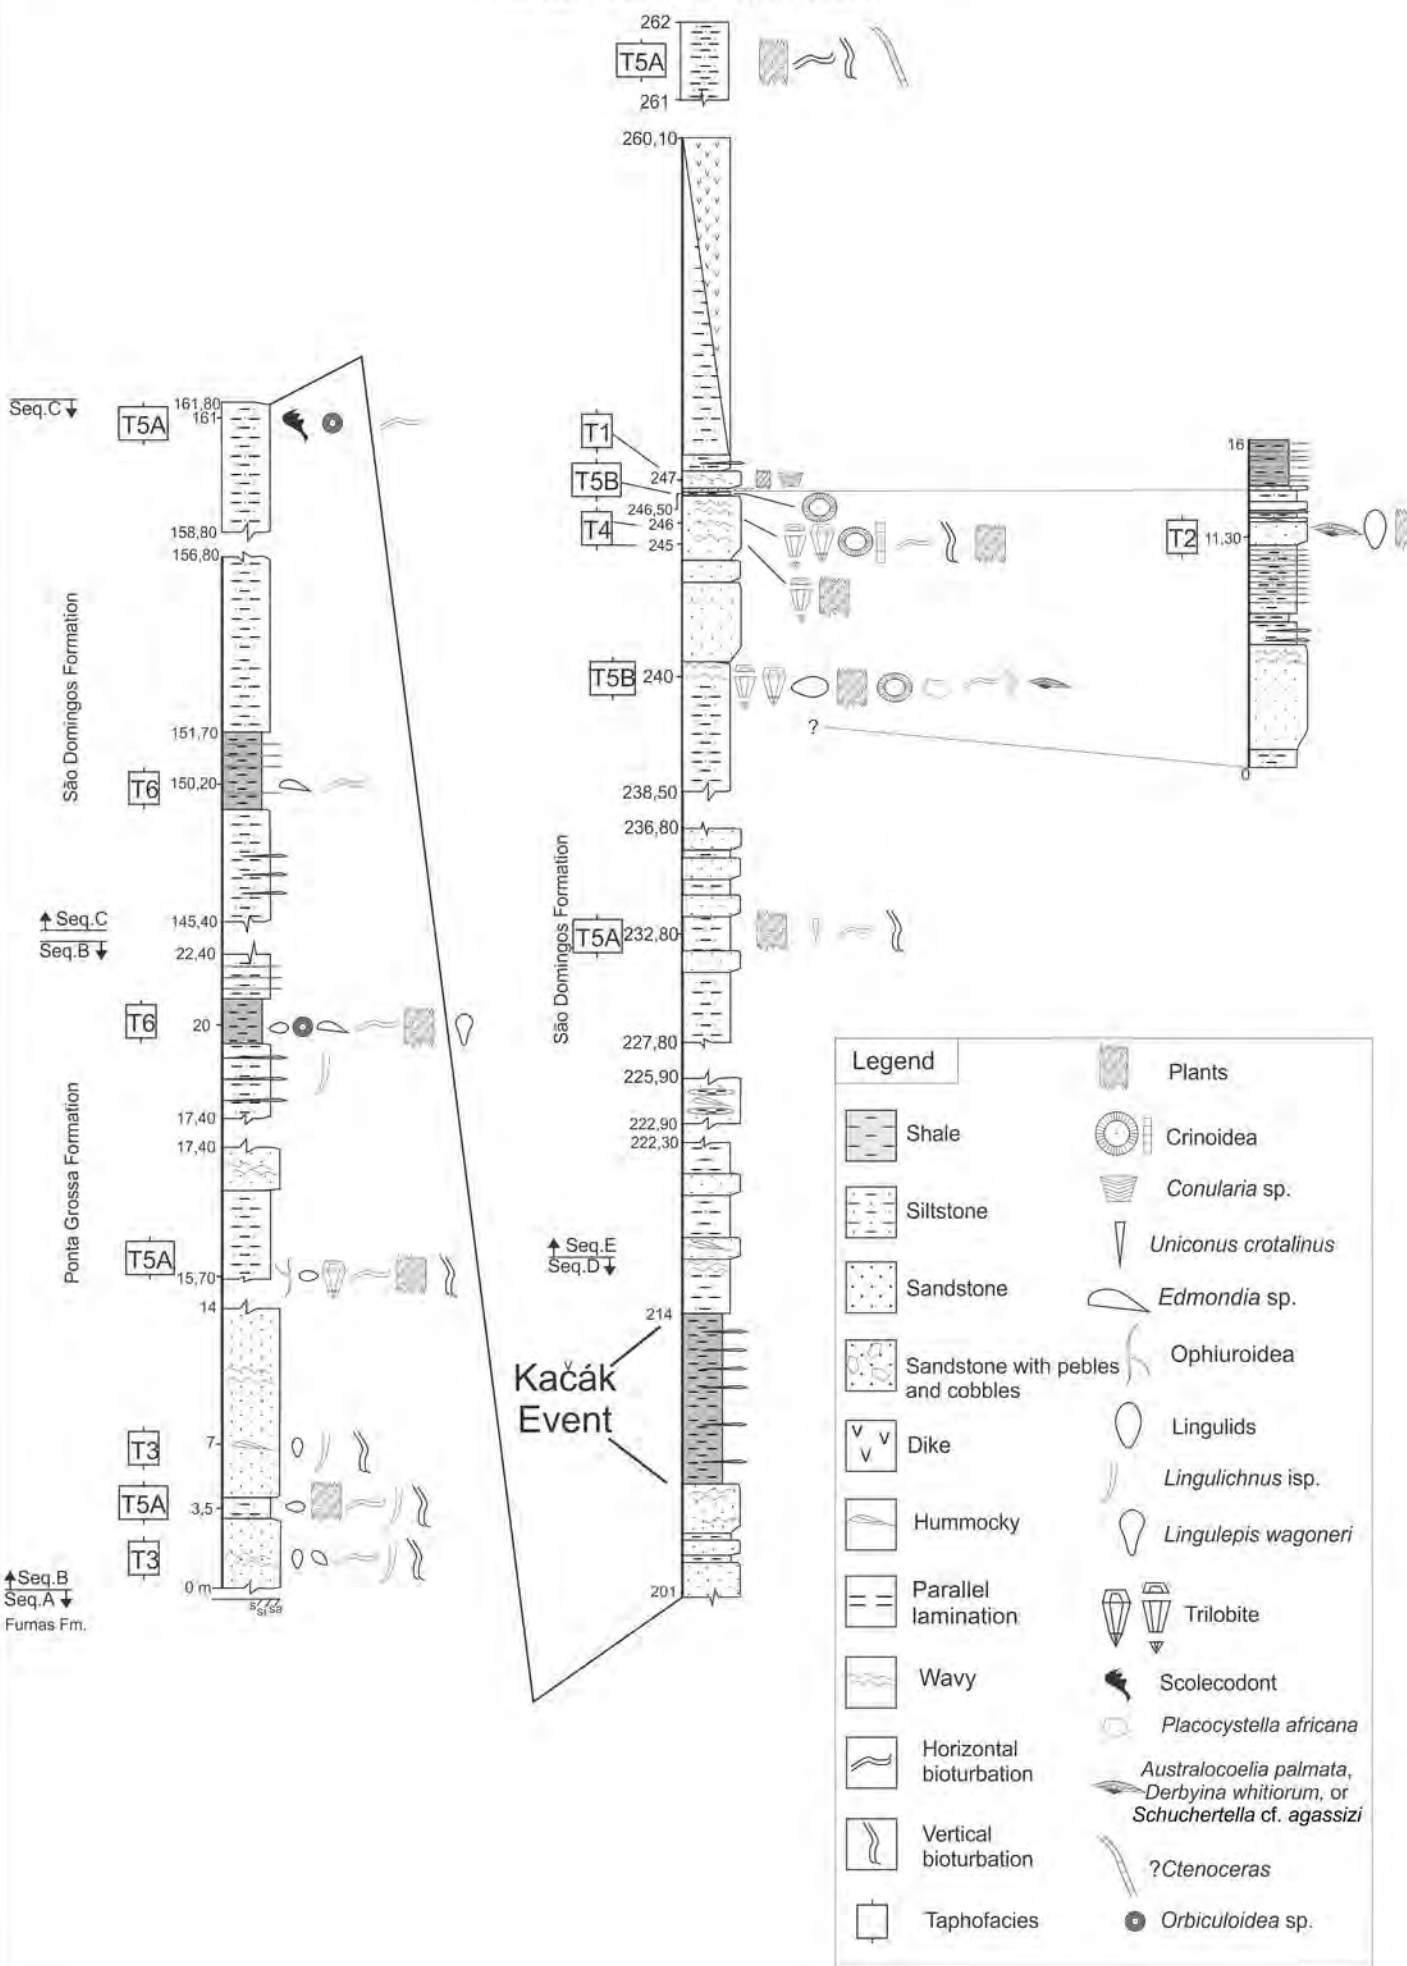 262
T5A
261
260,10
Seq.C
161,80
T5A
161
158,80
156,80
São Domingos Formation
151,70
T6
150,20
145,40
Seq.C
Seq.B
22,40
T6
20
17,40
17,40
Ponta Grossa Formation
T5A
15,70
14
T3
7
T5A
3,5
T3
0 m
Seq.B
Seq.A
Furnas Fm.
s si sa
T1
247
T5B
246,50
T4
246
245
T5B
240
?
238,50
236,80
São Domingos Formation
T5A
232,80
227,80
225,90
222,90
222,30
Seq.E
Seq.D
214
Kačák
Event
201
16
T2
11,30
0
Legend
Shale
Siltstone
Sandstone
Sandstone with pebles
and cobbles
Dike
Hummocky
Parallel
lamination
Wavy
Horizontal
bioturbation
Vertical
bioturbation
Taphofacies
Plants
Crinoidea
Conularia sp.
Uniconus crotalinus
Edmondia sp.
Ophiuroidea
Lingulids
Lingulichnus isp.
Lingulepis wagoneri
Trilobite
Scolecodont
Placocystella africana
Australocoelia palmata,
Derbyina whitiorum, or
Schuchertella cf. agassizi
?Ctenoceras
Orbiculoidea sp.